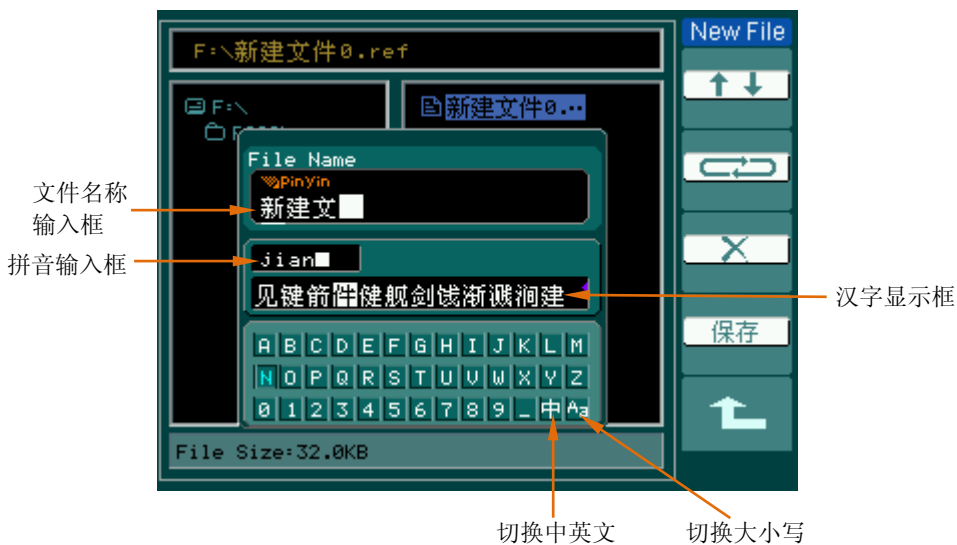 New File
F:\新建文件0.ref
F:\
新建文件0.··
File Name
PinYin
新建文
jian
见键箭件健舰剑饯渐溅涧建
A B C D E F G H I J K L M
N O P Q R S T U V W X Y Z
0 1 2 3 4 5 6 7 8 9 _ 中 Aa
保存
File Size:32.0KB
文件名称
输入框
拼音输入框
汉字显示框
切换中英文
切换大小写